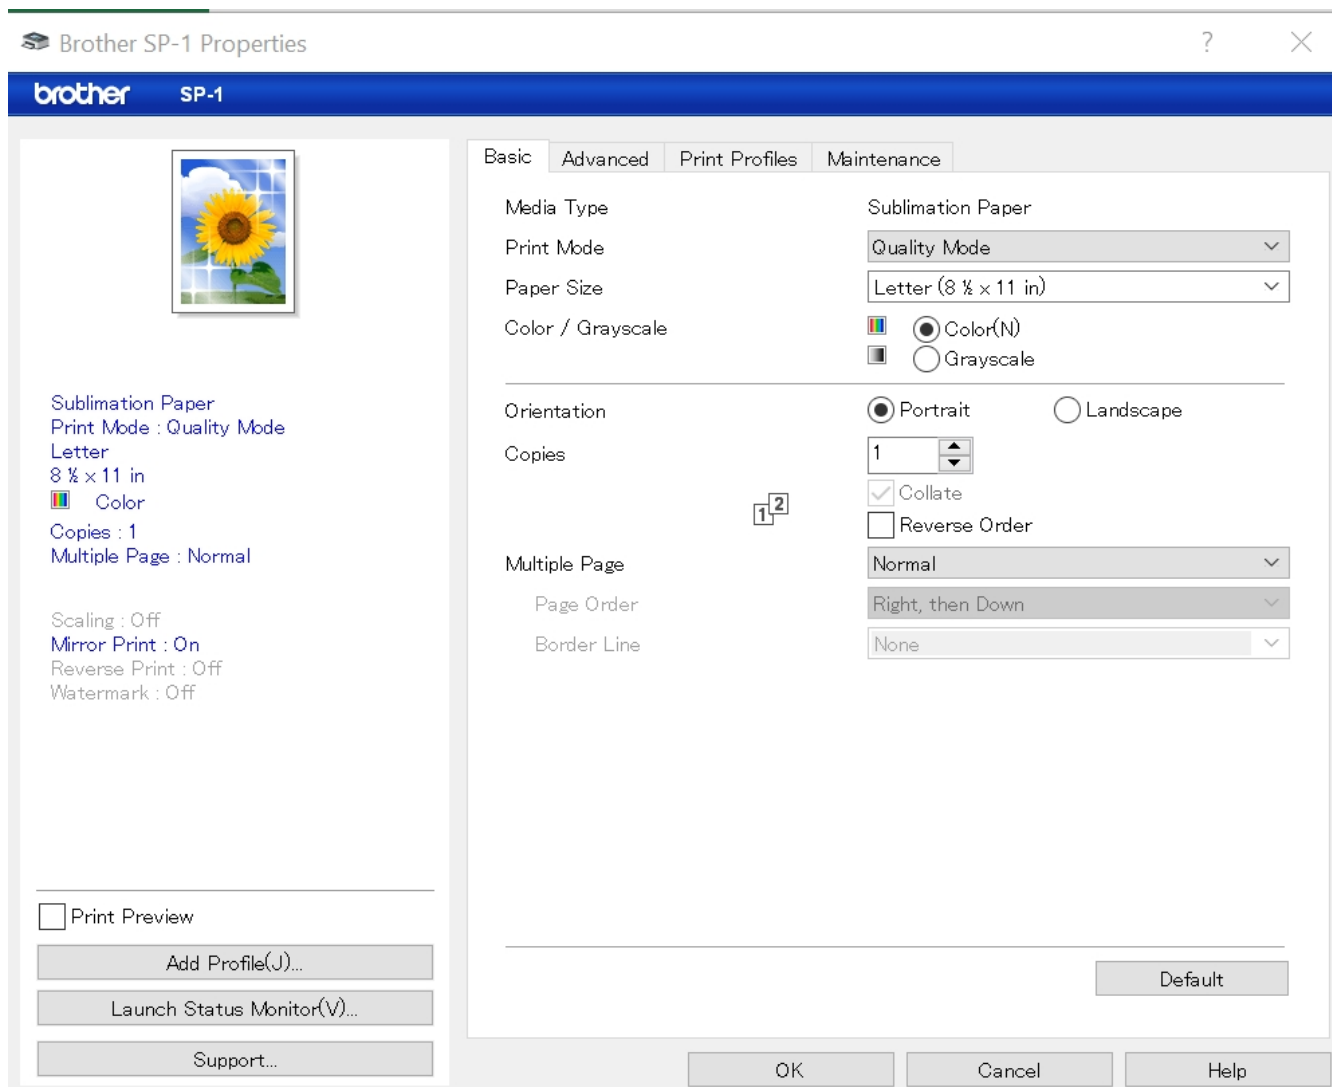 Brother SP-1 Properties
brother SP-1
Sublimation Paper
Print Mode : Quality Mode
Letter
8 ½ × 11 in
Color
Copies : 1
Multiple Page : Normal
Scaling : Off
Mirror Print : On
Reverse Print : Off
Watermark : Off
Print Preview
Add Profile(J)...
Launch Status Monitor(V)...
Support...
Basic Advanced Print Profiles Maintenance
Media Type Sublimation Paper
Print Mode Quality Mode
Paper Size Letter (8 ½ × 11 in)
Color / Grayscale Color(N)
Grayscale
Orientation Portrait Landscape
Copies 1
Collate
1 2
Reverse Order
Multiple Page Normal
Page Order Right, then Down
Border Line None
Default
OK Cancel Help